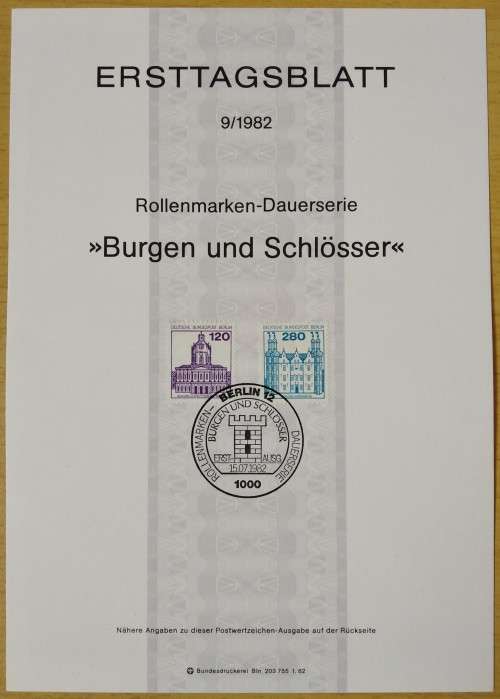 ERSTTAGSBLATT
9/1982
Rollenmarken-Dauerserie
»Burgen und Schlösser«
DEUTSCHE BUNDESPOST BERLIN
120
DEUTSCHE BUNDESPOST BERLIN
280
BERLIN 12
ROLLENMARKEN-
BURGEN UND SCHLÖSSER
DAUERSERIE
ERST-
AUSG
15.07.1982
1000
Nähere Angaben zu dieser Postwertzeichen-Ausgabe auf der Rückseite
Bundesdruckerei Bln 203 755 1.82